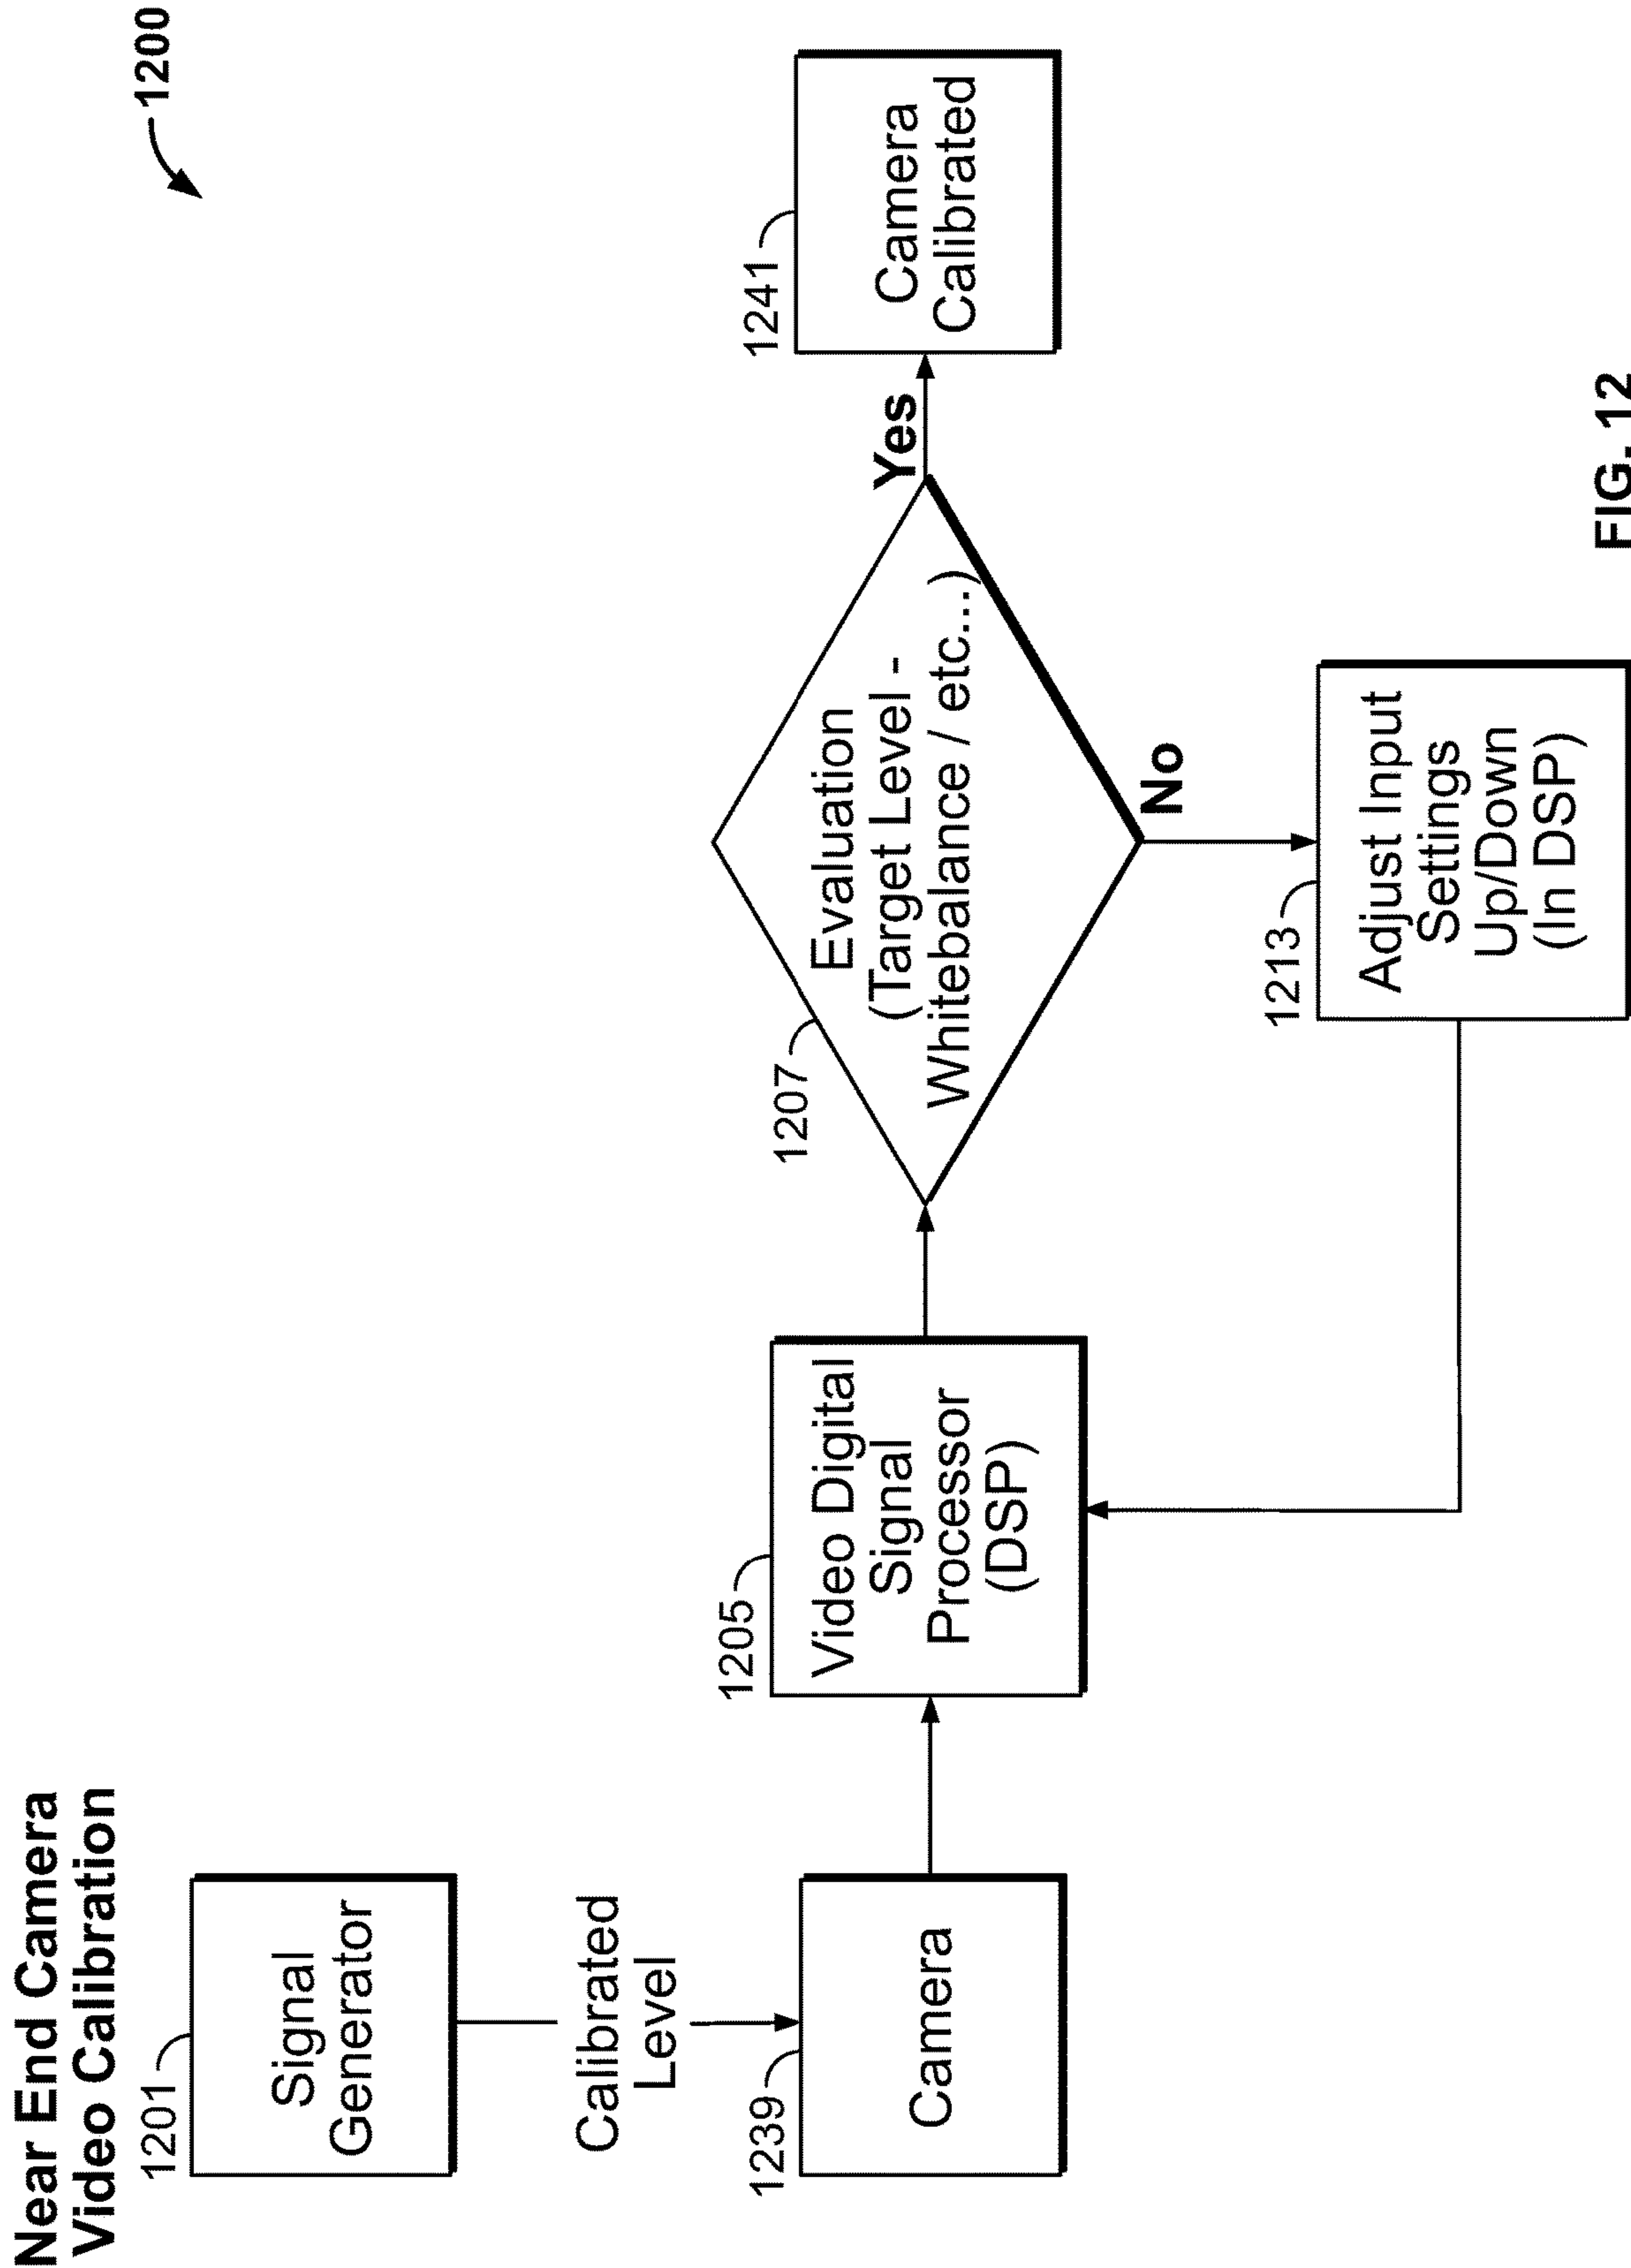 Near End Camera
Video Calibration
1200
1201
Signal
Generator
Calibrated
Level
1239
Camera
1205
Video Digital
Signal
Processor
(DSP)
1207
Evaluation
(Target Level -
Whitebalance / etc...)
Yes
1241
Camera
Calibrated
No
1213
Adjust Input
Settings
Up/Down
(In DSP)
FIG. 12